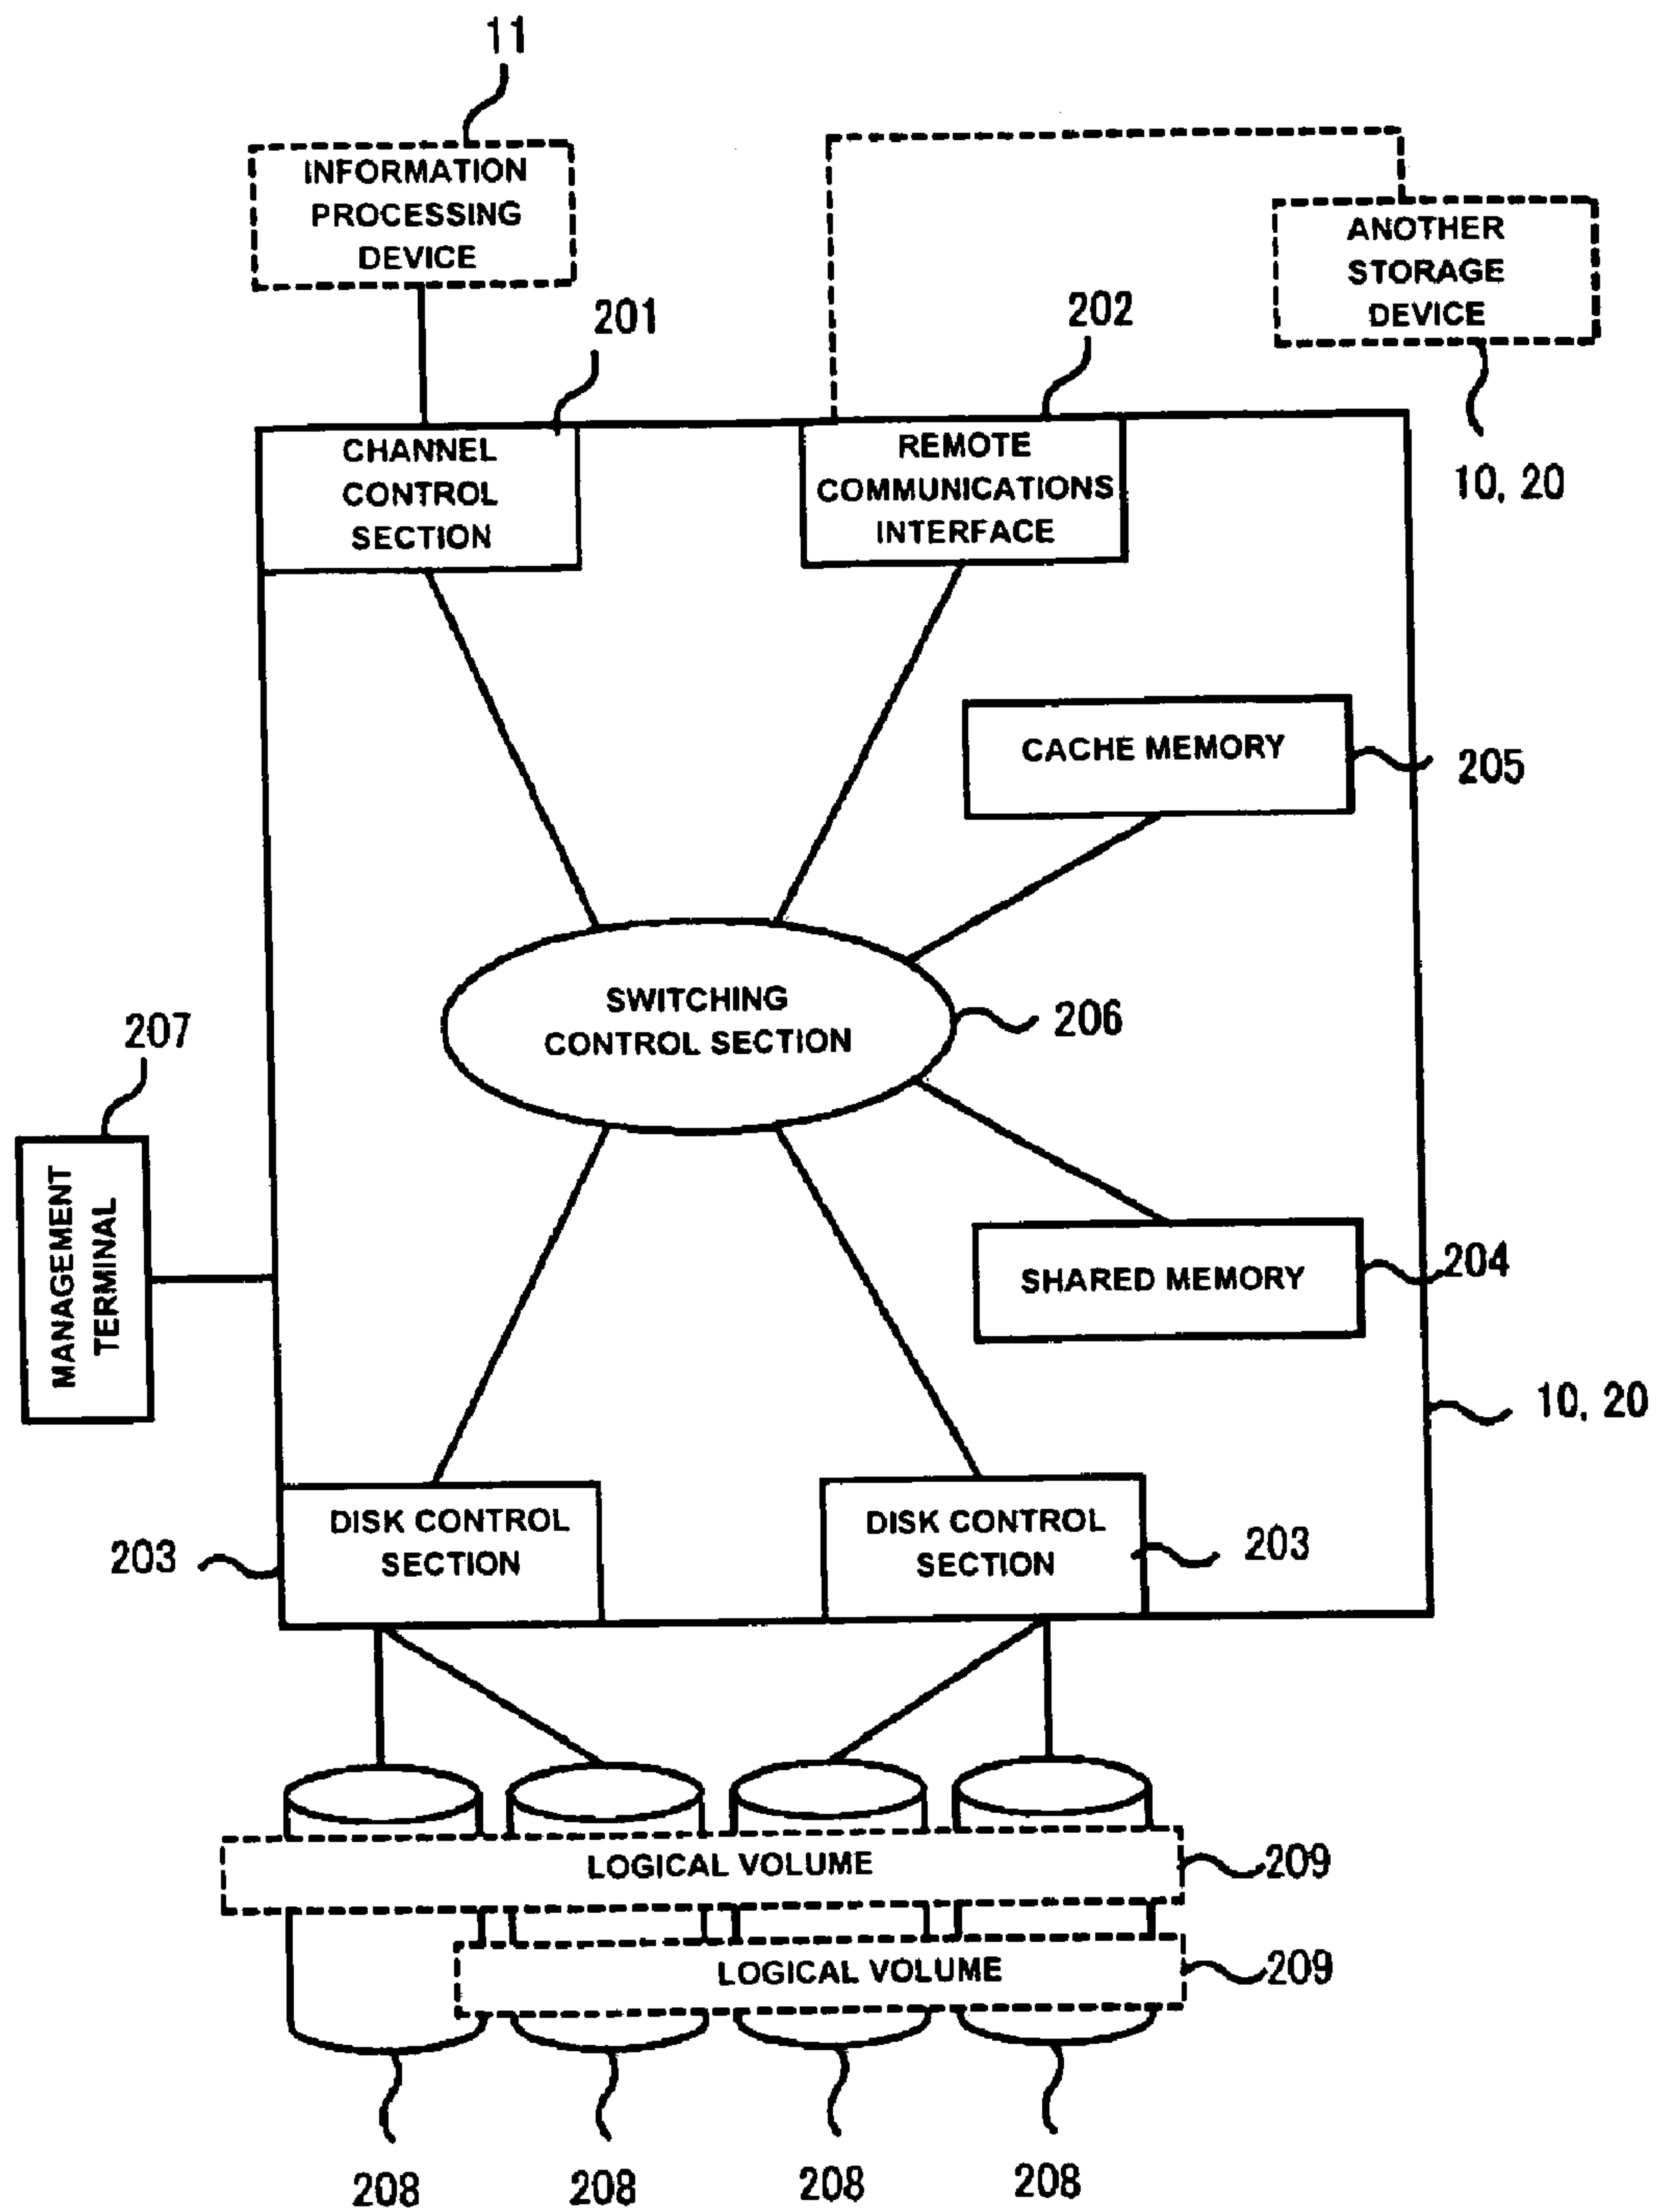 11
INFORMATION
PROCESSING
DEVICE
ANOTHER
STORAGE
DEVICE
10, 20
201
202
CHANNEL
CONTROL
SECTION
REMOTE
COMMUNICATIONS
INTERFACE
CACHE MEMORY
205
SWITCHING
CONTROL SECTION
206
207
MANAGEMENT
TERMINAL
SHARED MEMORY
204
10, 20
203
DISK CONTROL
SECTION
DISK CONTROL
SECTION
203
LOGICAL VOLUME
209
LOGICAL VOLUME
209
208
208
208
208